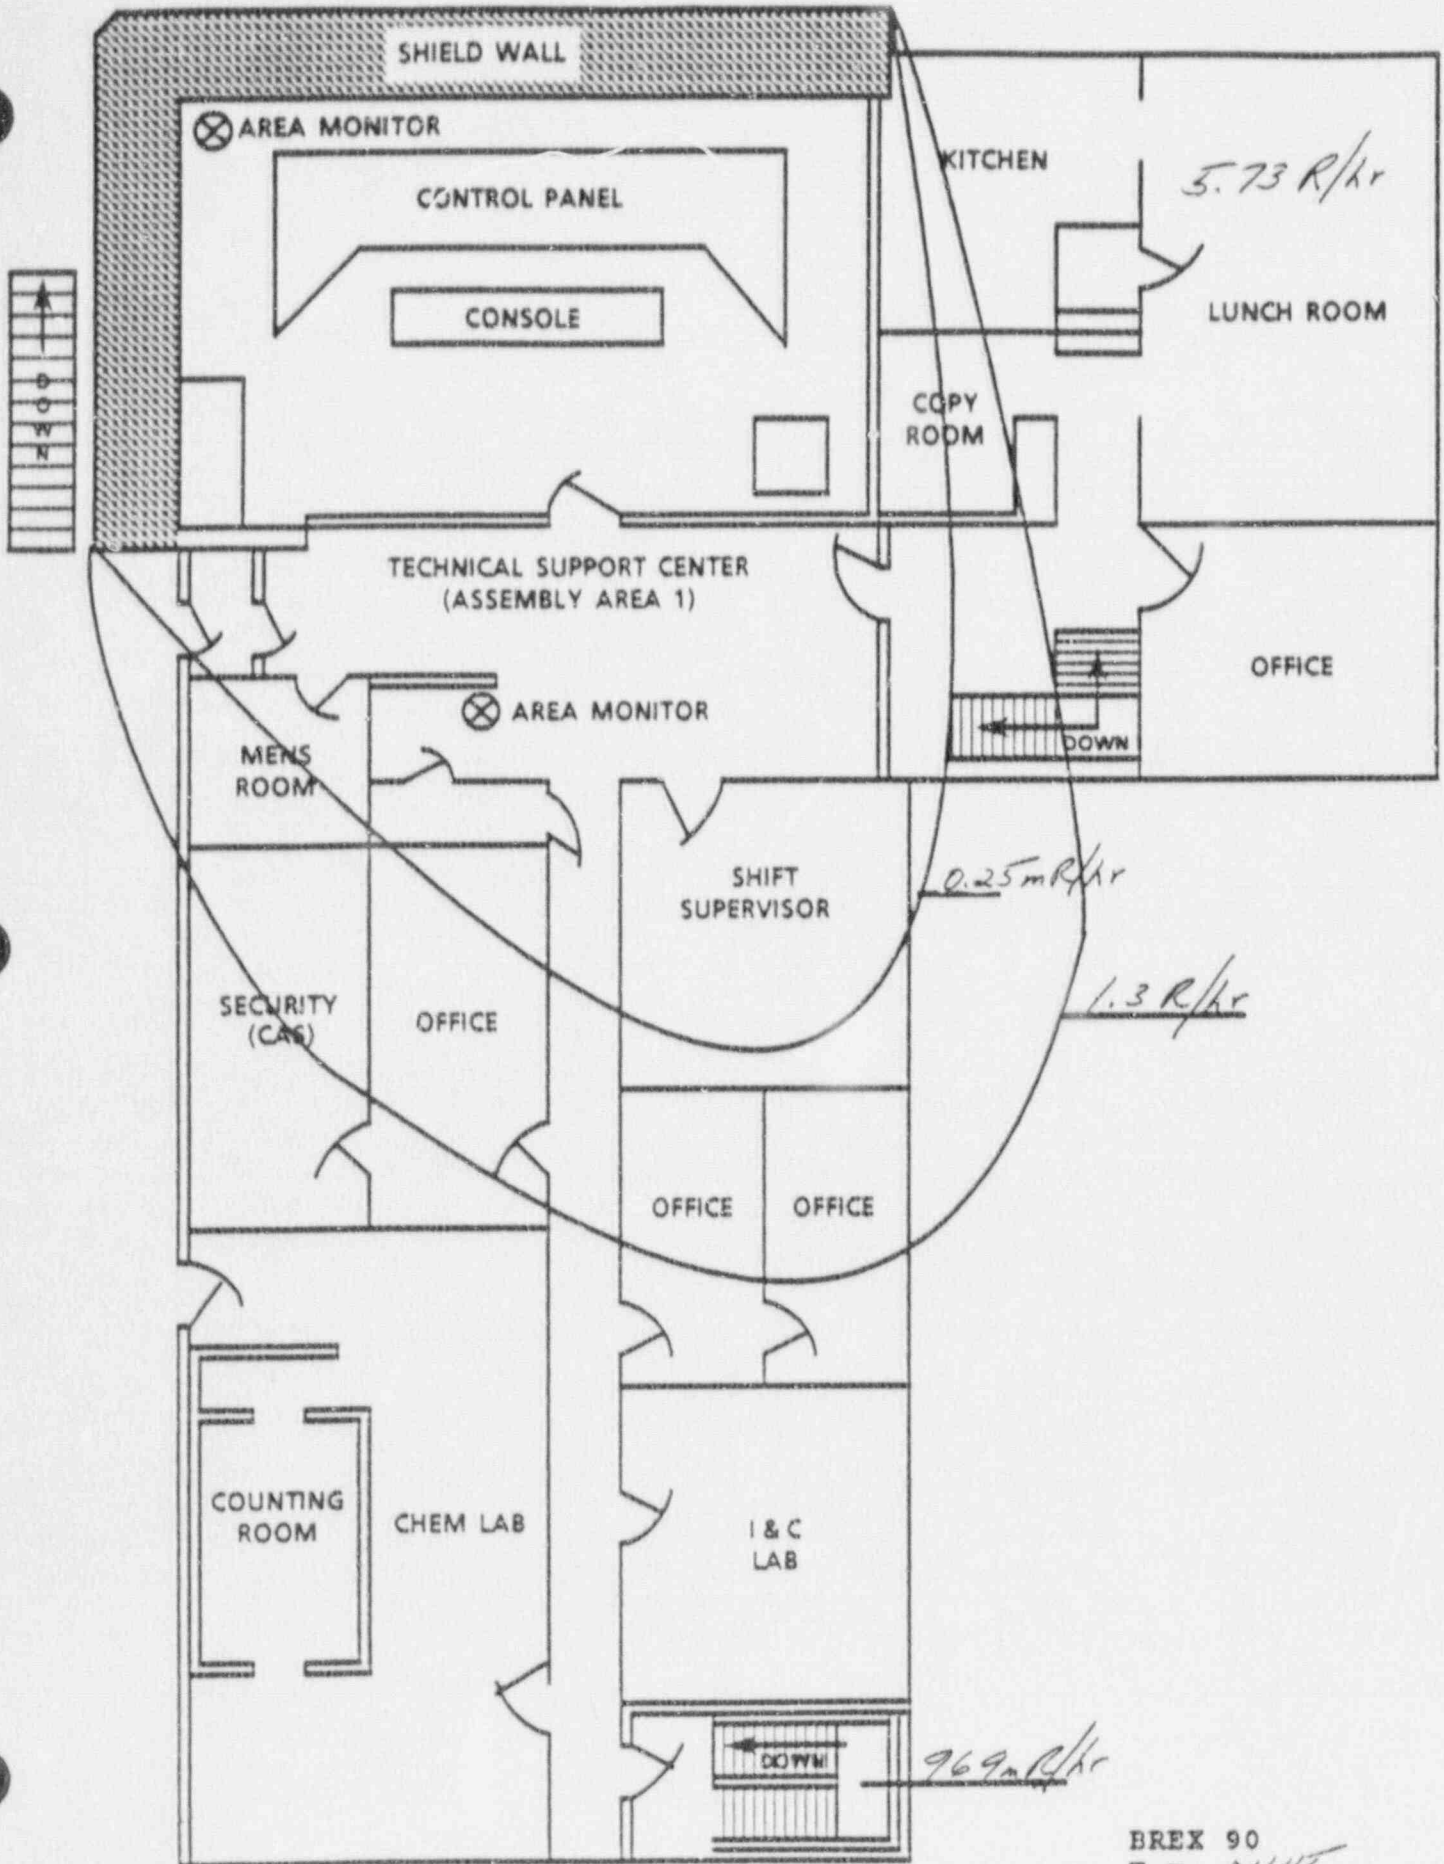 SHIELD WALL
AREA MONITOR
KITCHEN
5.73 R/hr
CONTROL PANEL
CONSOLE
LUNCH ROOM
DOWN
COPY
ROOM
TECHNICAL SUPPORT CENTER
(ASSEMBLY AREA 1)
OFFICE
AREA MONITOR
DOWN
MENS
ROOM
SHIFT
SUPERVISOR
0.25 mR/hr
SECURITY
(CAS)
OFFICE
1.3 R/hr
OFFICE
OFFICE
COUNTING
ROOM
CHEM LAB
I & C
LAB
DOWN
969 mR/hr
BREX 90